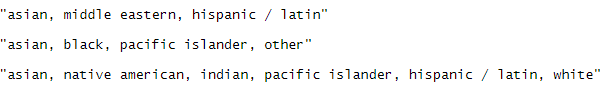 "asian, middle eastern, hispanic / latin"
"asian, black, pacific islander, other"
"asian, native american, indian, pacific islander, hispanic / latin, white"